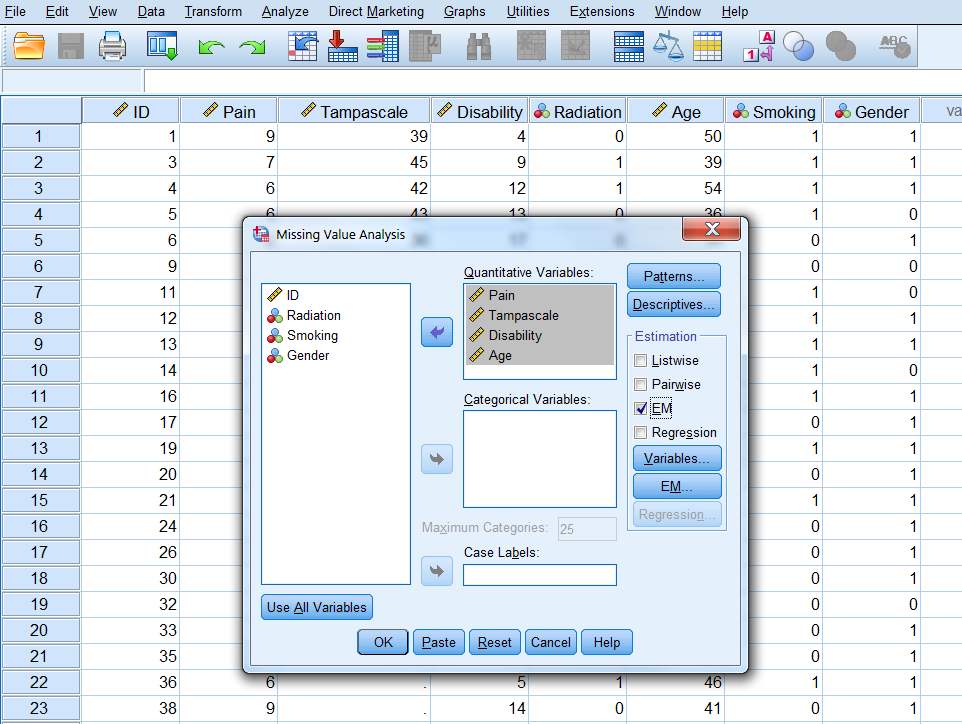 File Edit View Data Transform Analyze Direct Marketing Graphs Utilities Extensions Window Help
1 A ABC
ID Pain Tampascale Disability Radiation Age Smoking Gender va
1 1 9 39 4 0 50 1 1
2 3 7 45 9 1 39 1 1
3 4 6 42 12 1 54 1 1
4 5 6 43 13 0 36 1 0
5 6 0 1
6 9 0 0
7 11 1 0
8 12 1 1
9 13 1 1
10 14 1 0
11 16 1 1
12 17 0 1
13 19 1 1
14 20 0 1
15 21 1 1
16 24 0 1
17 26 0 1
18 30 0 1
19 32 0 0
20 33 0 1
21 35 0 1
22 36 6 . 5 1 46 1 1
23 38 9 . 14 0 41 0 1
Missing Value Analysis
ID
Radiation
Smoking
Gender
Use All Variables
Quantitative Variables:
Pain
Tampascale
Disability
Age
Categorical Variables:
Maximum Categories: 25
Case Labels:
Patterns...
Descriptives...
Estimation
Listwise
Pairwise
EM
Regression
Variables...
EM...
Regression...
OK Paste Reset Cancel Help